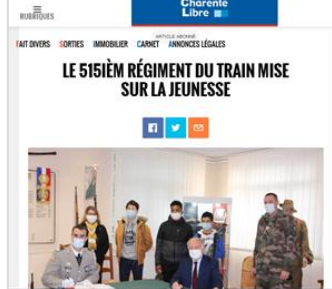 RUBRIQUES
Charente
Libre
FAIT DIVERS SORTIES IMMOBILIER CARNET ANNONCES LÉGALES
ARTICLE ABONNÉ
LE 515IÈM RÉGIMENT DU TRAIN MISE
SUR LA JEUNESSE